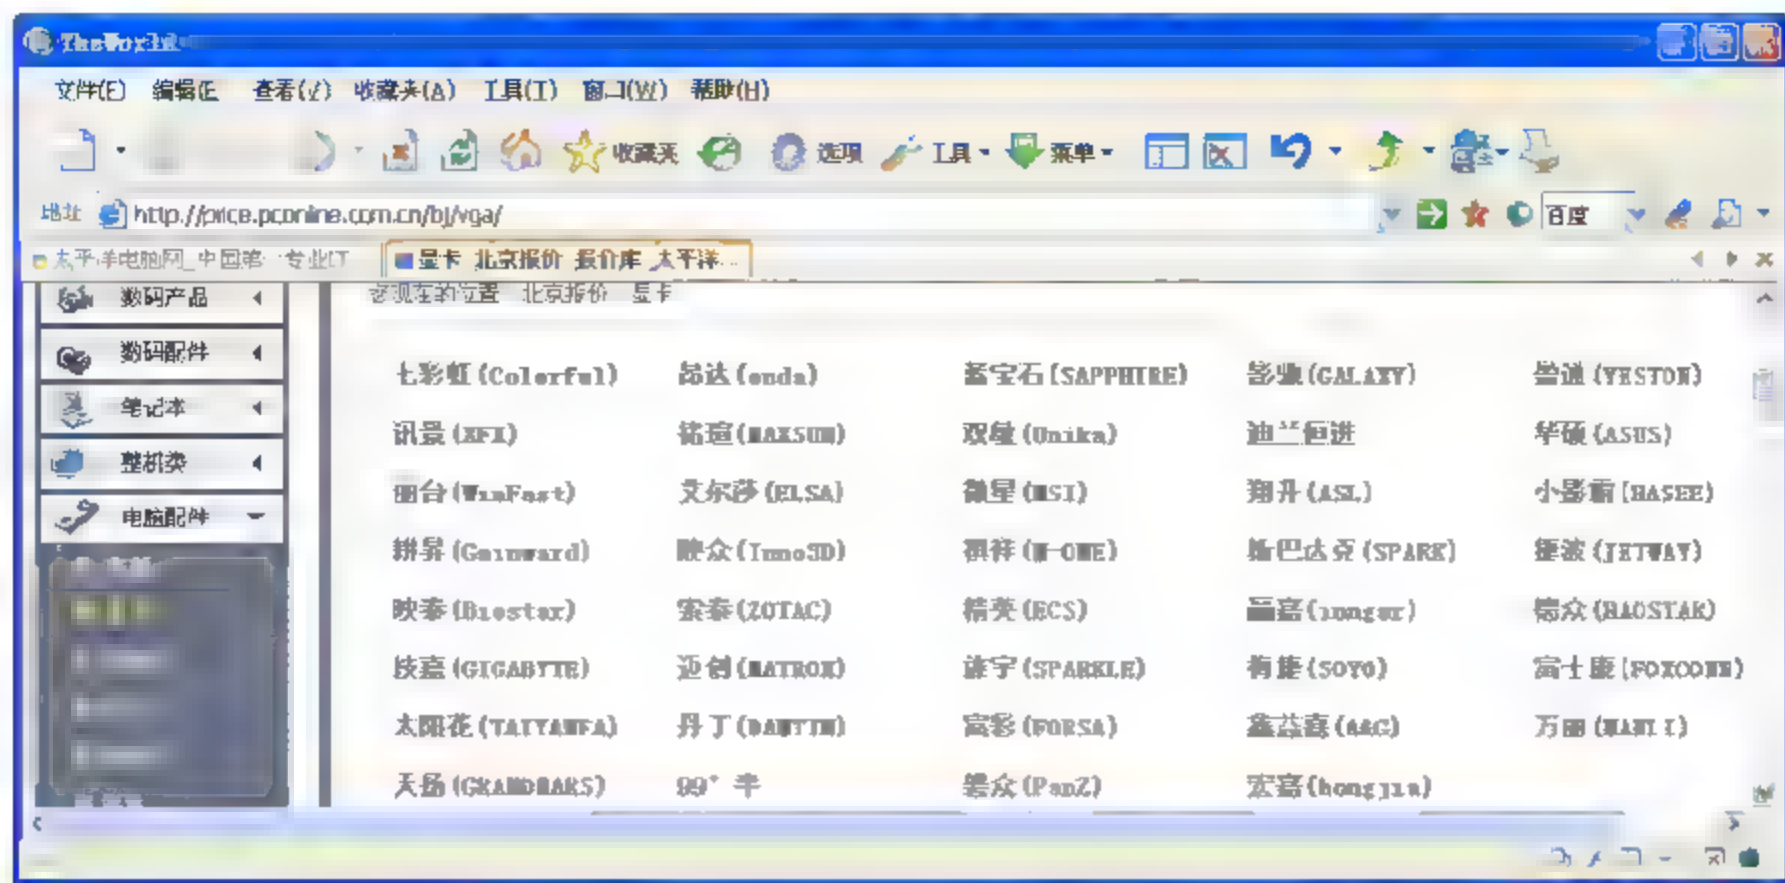 TheWorld
文件(F) 编辑(E 查看(V) 收藏夹(A) 工具(T) 窗口(W) 帮助(H)
收藏夹 选项 工具 菜单
地址 http://price.pconline.com.cn/bj/vga/ 百度
太平洋电脑网_中国第一专业IT 显卡_北京报价_报价库_太平洋...
数码产品 您现在的位置 北京报价 显卡
数码配件
笔记本
整机类
电脑配件
七彩虹(Colorful) 昂达(onda) 蓝宝石(SAPPHIRE) 影驰(GALAXY) 盈通(YESTON)
讯景(XFX) 铭瑄(MAXSUN) 双敏(Unika) 迪兰恒进 华硕(ASUS)
丽台(WinFast) 艾尔莎(ELSA) 微星(MSI) 翔升(ASL) 小影霸(HASEE)
耕昇(Gainward) 映众(Inno3D) 祺祥(M-ONE) 斯巴达克(SPARK) 捷波(JETWAY)
映泰(Biostar) 索泰(ZOTAC) 精英(ECS) (HAOSTAR)
技嘉(GIGABYTE) 迈创(MATROX) 旌宇(SPARKLE) 梅捷(SOYO) 富士康(FOXCONN)
太阳花(TAIYANFA) 丹丁(DANTIN) 富彩(FORSA) 鑫益嘉(AAG) 万丽(MANLI)
天扬(GRANDMARS) 磐众(PanZ) 宏嘉(hongjia)